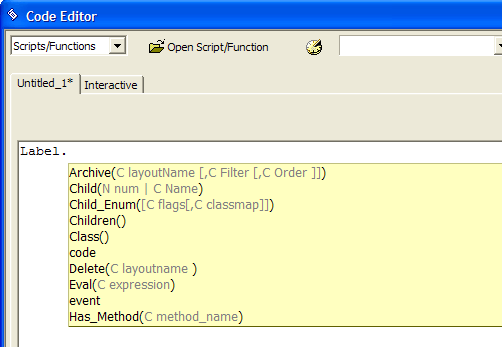 Code Editor
Scripts/Functions Open Script/Function
Untitled_1* Interactive
Label.
Archive(C layoutName [,C Filter [,C Order ]])
Child(N num | C Name)
Child_Enum([C flags[,C classmap]])
Children()
Class()
code
Delete(C layoutname )
Eval(C expression)
event
Has_Method(C method_name)